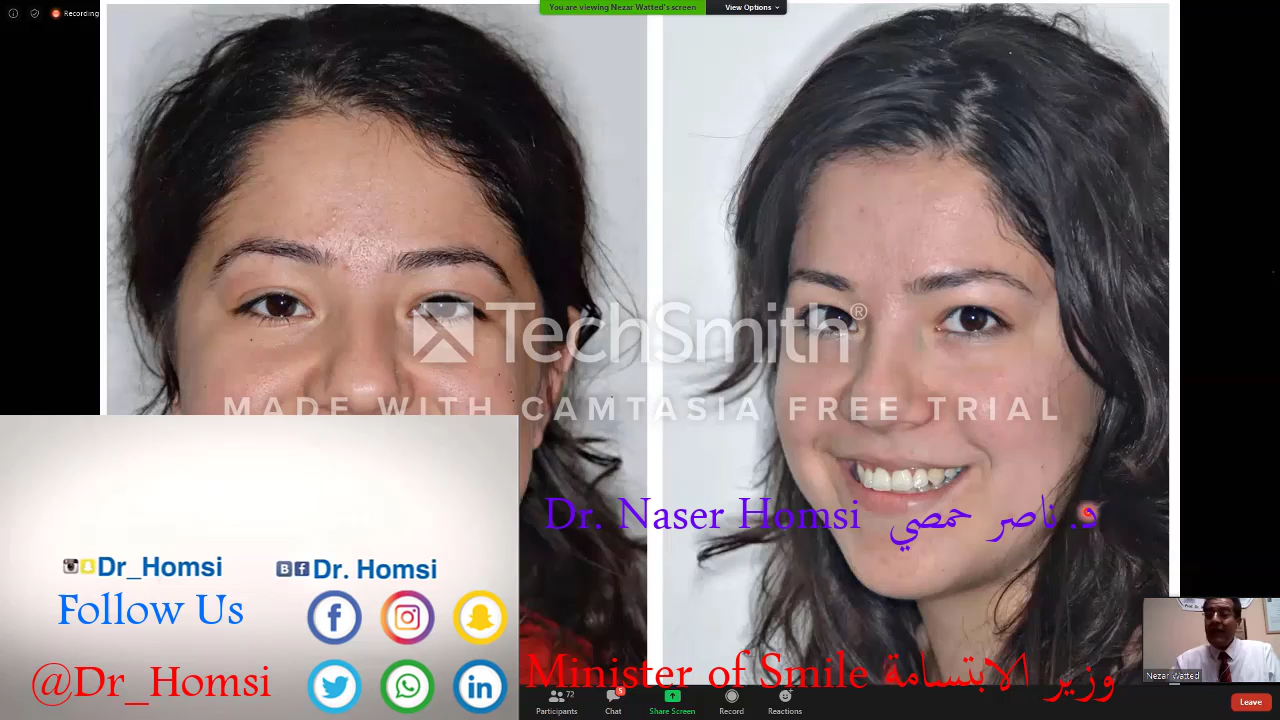 Recording
You are viewing Nezar Watted's screen
View Options
TechSmith®
MADE WITH CAMTASIA FREE TRIAL
Dr. Naser Homsi د. ناصر حمصي
Dr_Homsi
Dr. Homsi
Follow Us
@Dr_Homsi
Minister of Smile وزير الابتسامة
Nezar Watted
72
5
Participants
Chat
Share Screen
Record
Reactions
Leave